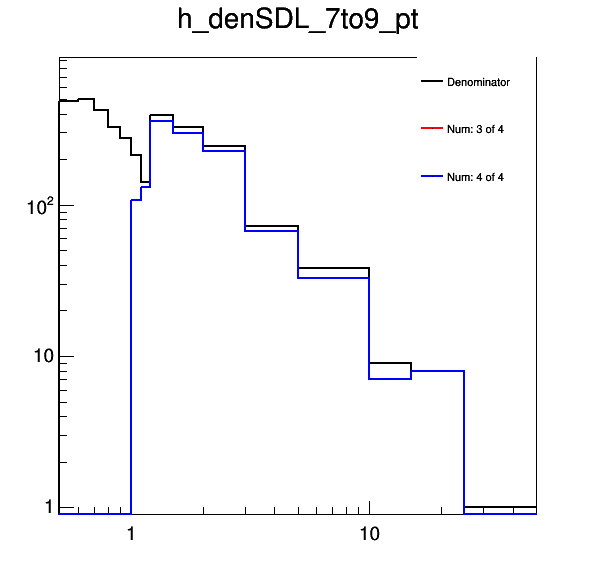 h_denSDL_7to9_pt
Denominator
Num: 3 of 4
Num: 4 of 4
10²
10
1
1
10